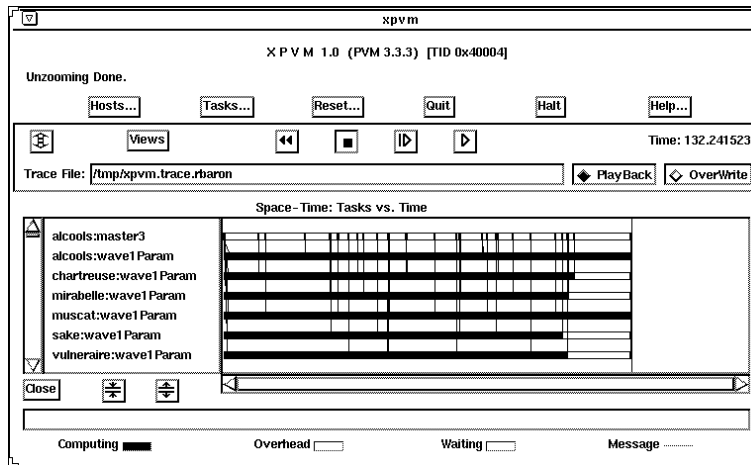 xpvm
X P V M 1.0 (PVM 3.3.3) [TID 0x40004]
Unzooming Done.
Hosts... Tasks... Reset... Quit Halt Help...
Views Time: 132.241523
Trace File: /tmp/xpvm.trace.rbaron PlayBack OverWrite
Space-Time: Tasks vs. Time
alcools:master3
alcools:wave1Param
chartreuse:wave1Param
mirabelle:wave1Param
muscat:wave1Param
sake:wave1Param
vulneraire:wave1Param
Close
Computing Overhead Waiting Message